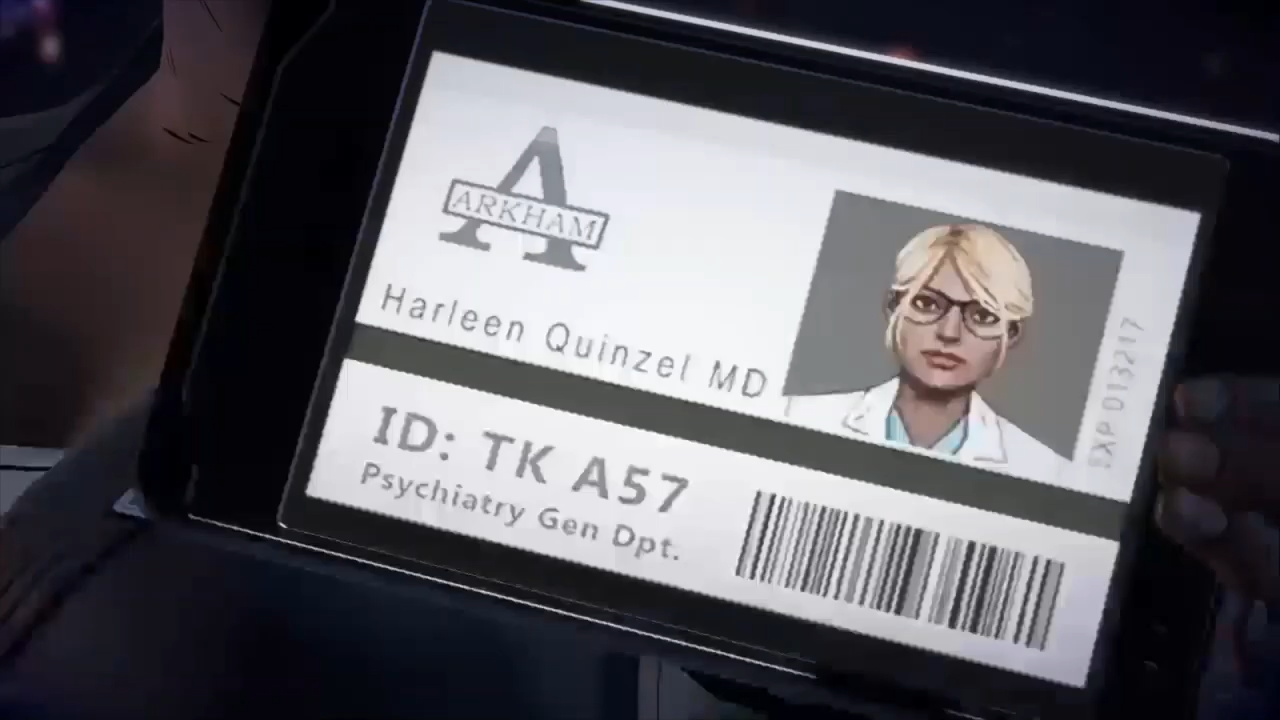 ARKHAM
Harleen Quinzel MD
ID: TK A57
Psychiatry Gen Dpt.
EXP 013217